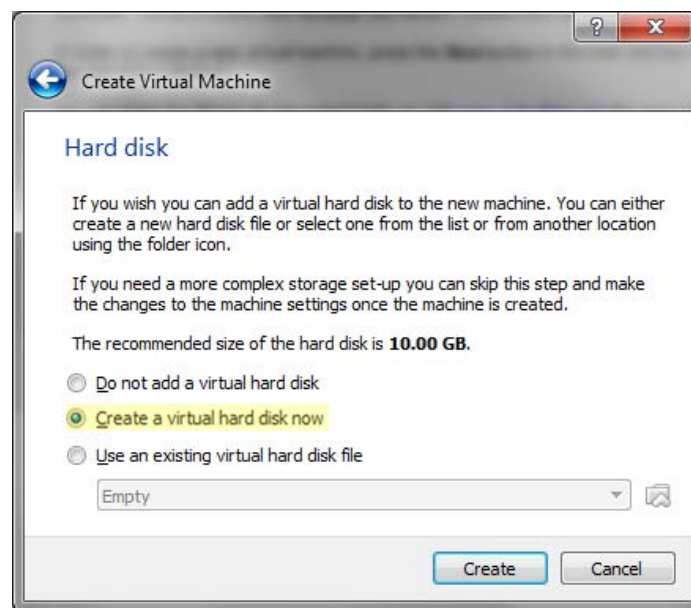 ?
X
Create Virtual Machine
Hard disk
If you wish you can add a virtual hard disk to the new machine. You can either
create a new hard disk file or select one from the list or from another location
using the folder icon.
If you need a more complex storage set-up you can skip this step and make
the changes to the machine settings once the machine is created.
The recommended size of the hard disk is 10.00 GB.
Do not add a virtual hard disk
Create a virtual hard disk now
Use an existing virtual hard disk file
Empty
Create
Cancel